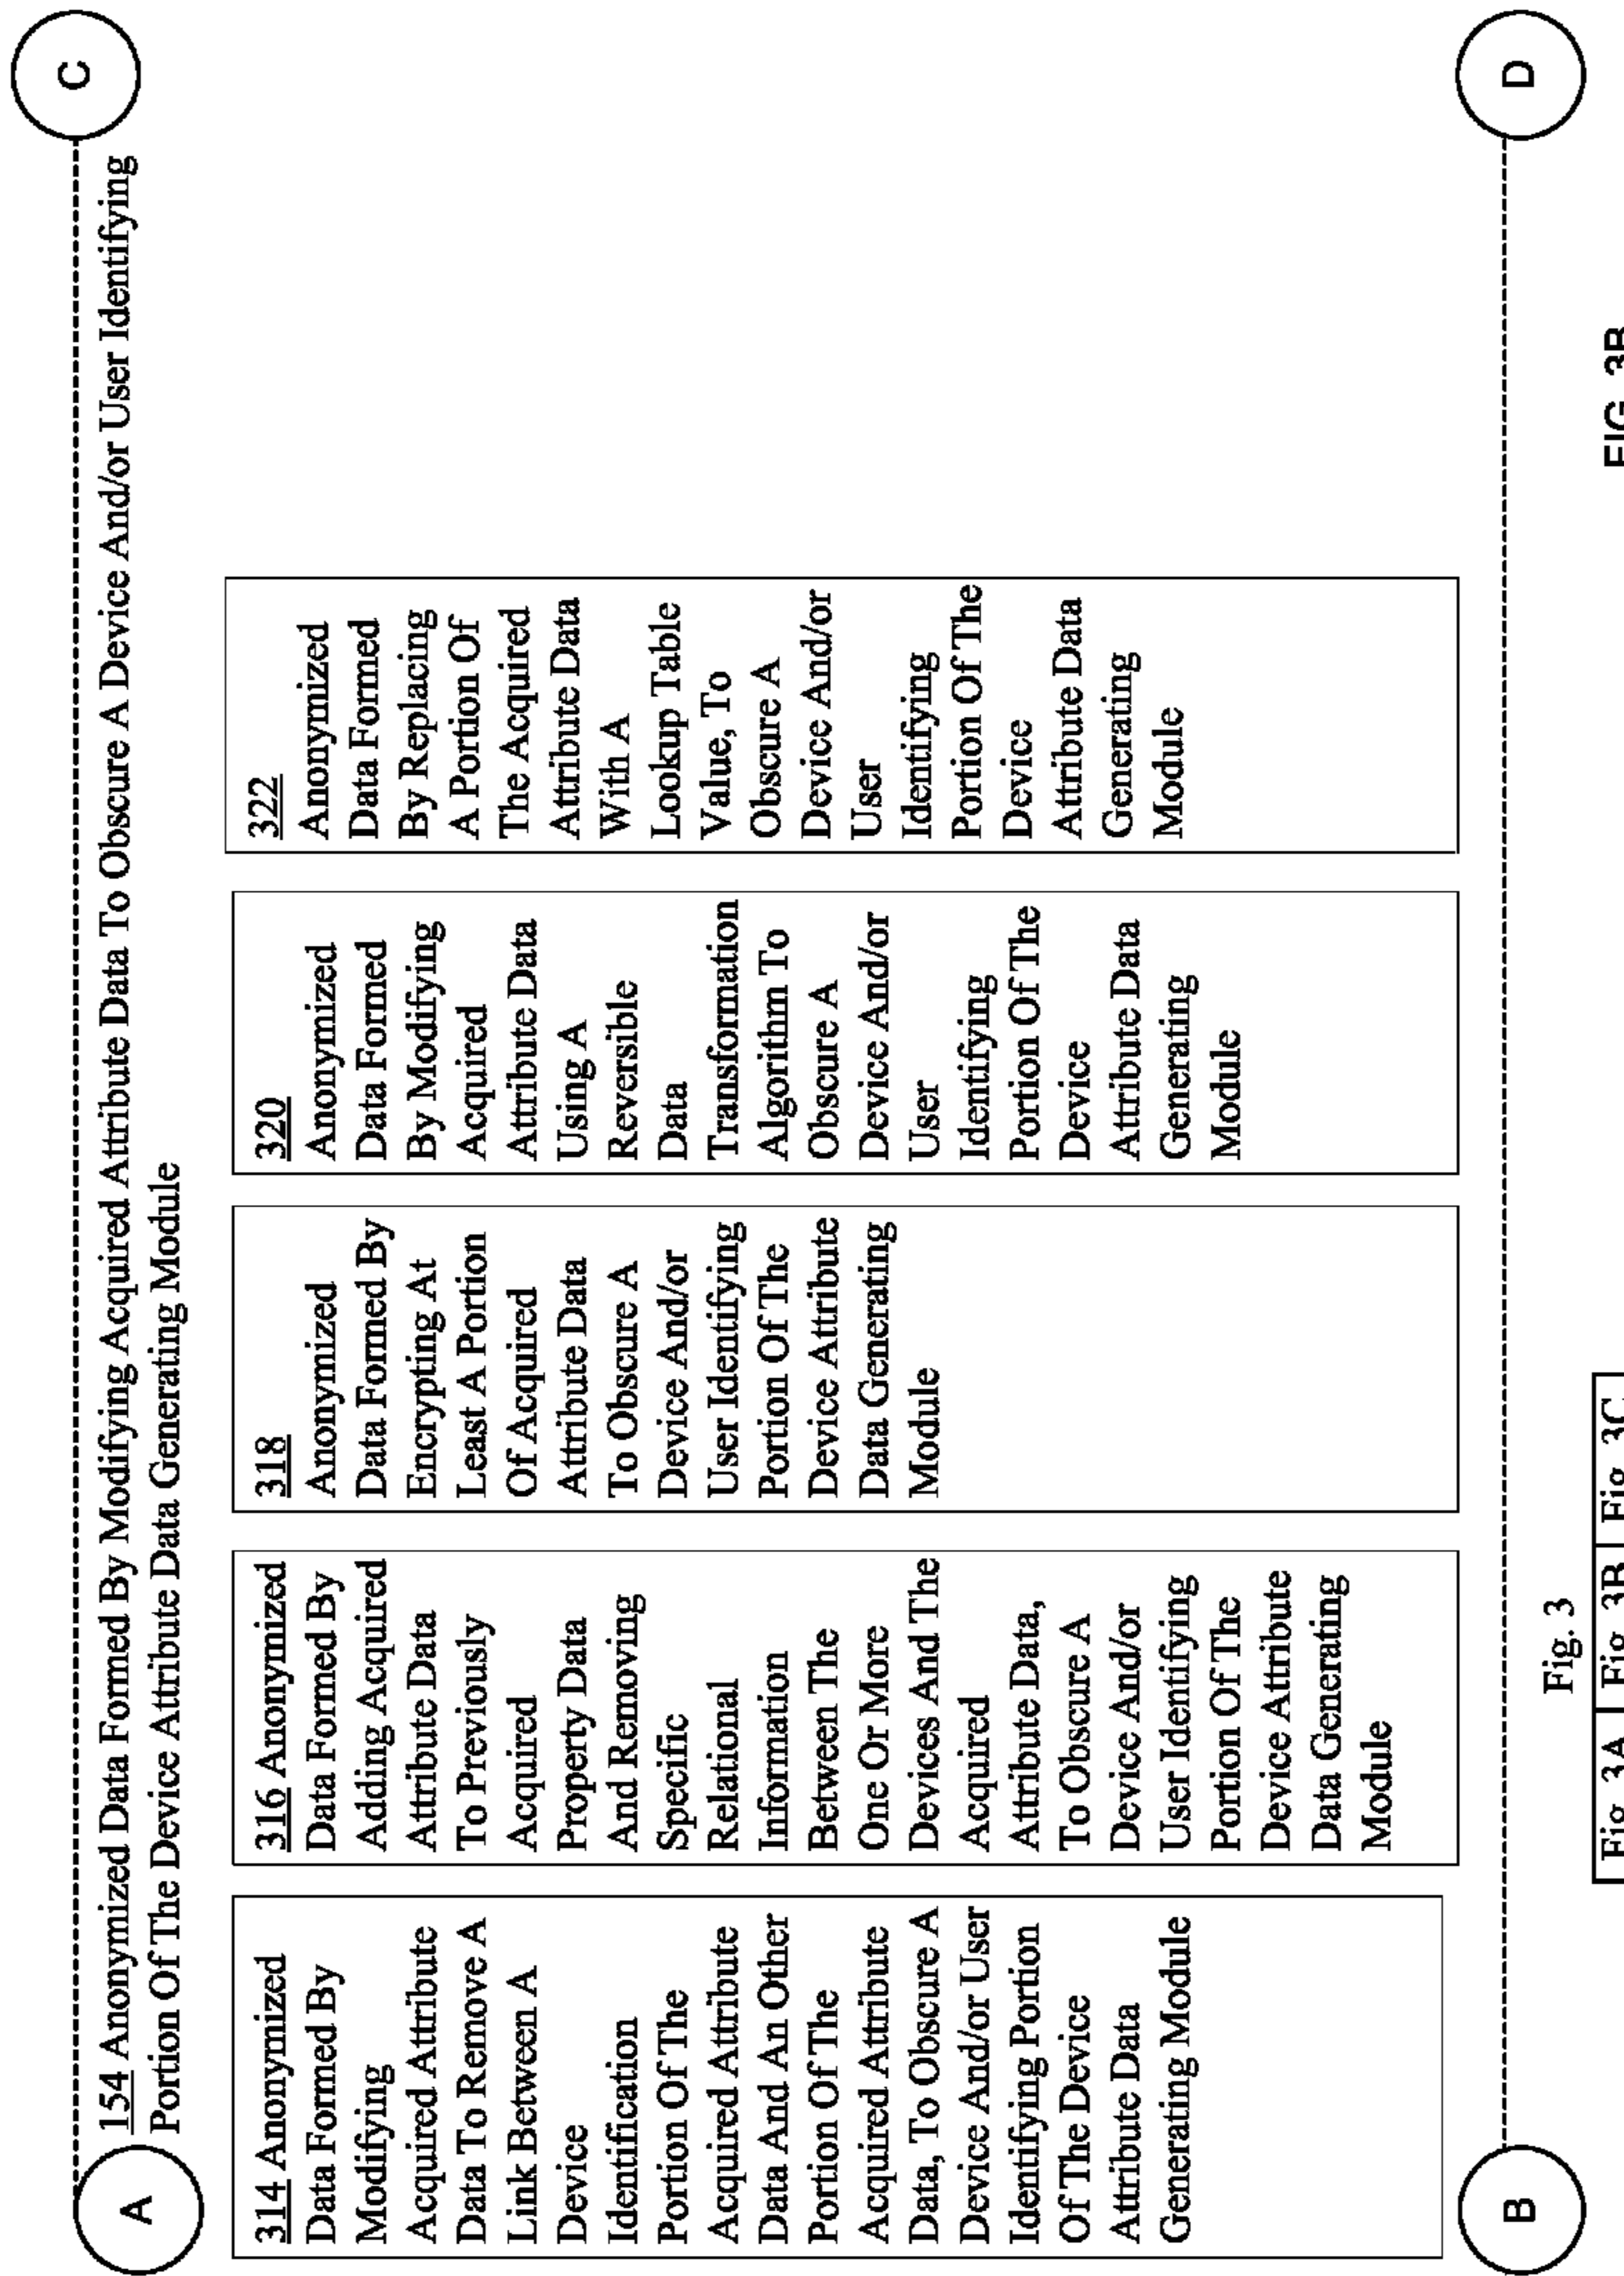 A
C
154 Anonymized Data Formed By Modifying Acquired Attribute Data To Obscure A Device And/or User Identifying
Portion Of The Device Attribute Data Generating Module
314 Anonymized
Data Formed By
Modifying
Acquired Attribute
Data To Remove A
Link Between A
Device
Identification
Portion Of The
Acquired Attribute
Data And An Other
Portion Of The
Acquired Attribute
Data, To Obscure A
Device And/or User
Identifying Portion
Of The Device
Attribute Data
Generating Module
316 Anonymized
Data Formed By
Adding Acquired
Attribute Data
To Previously
Acquired
Property Data
And Removing
Specific
Relational
Information
Between The
One Or More
Devices And The
Acquired
Attribute Data,
To Obscure A
Device And/or
User Identifying
Portion Of The
Device Attribute
Data Generating
Module
318
Anonymized
Data Formed By
Encrypting At
Least A Portion
Of Acquired
Attribute Data
To Obscure A
Device And/or
User Identifying
Portion Of The
Device Attribute
Data Generating
Module
320
Anonymized
Data Formed
By Modifying
Acquired
Attribute Data
Using A
Reversible
Data
Transformation
Algorithm To
Obscure A
Device And/or
User
Identifying
Portion Of The
Device
Attribute Data
Generating
Module
322
Anonymized
Data Formed
By Replacing
A Portion Of
The Acquired
Attribute Data
With A
Lookup Table
Value, To
Obscure A
Device And/or
User
Identifying
Portion Of The
Device
Attribute Data
Generating
Module
B
D
Fig. 3
Fig. 3A Fig. 3B Fig. 3C
FIG. 3B